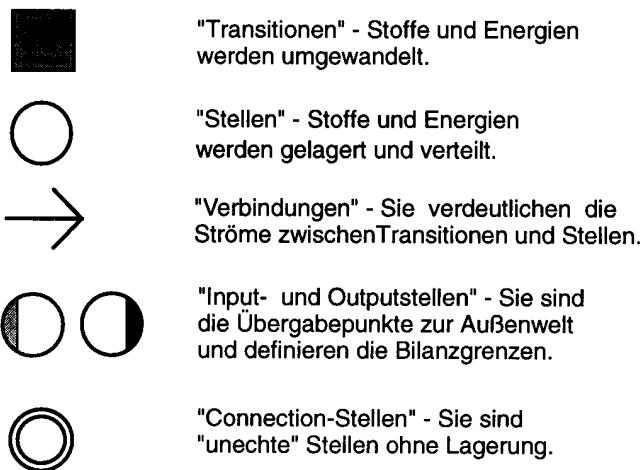 "Transitionen" - Stoffe und Energien
werden umgewandelt.
"Stellen" - Stoffe und Energien
werden gelagert und verteilt.
"Verbindungen" - Sie verdeutlichen die
Ströme zwischenTransitionen und Stellen.
"Input- und Outputstellen" - Sie sind
die Übergabepunkte zur Außenwelt
und definieren die Bilanzgrenzen.
"Connection-Stellen" - Sie sind
"unechte" Stellen ohne Lagerung.